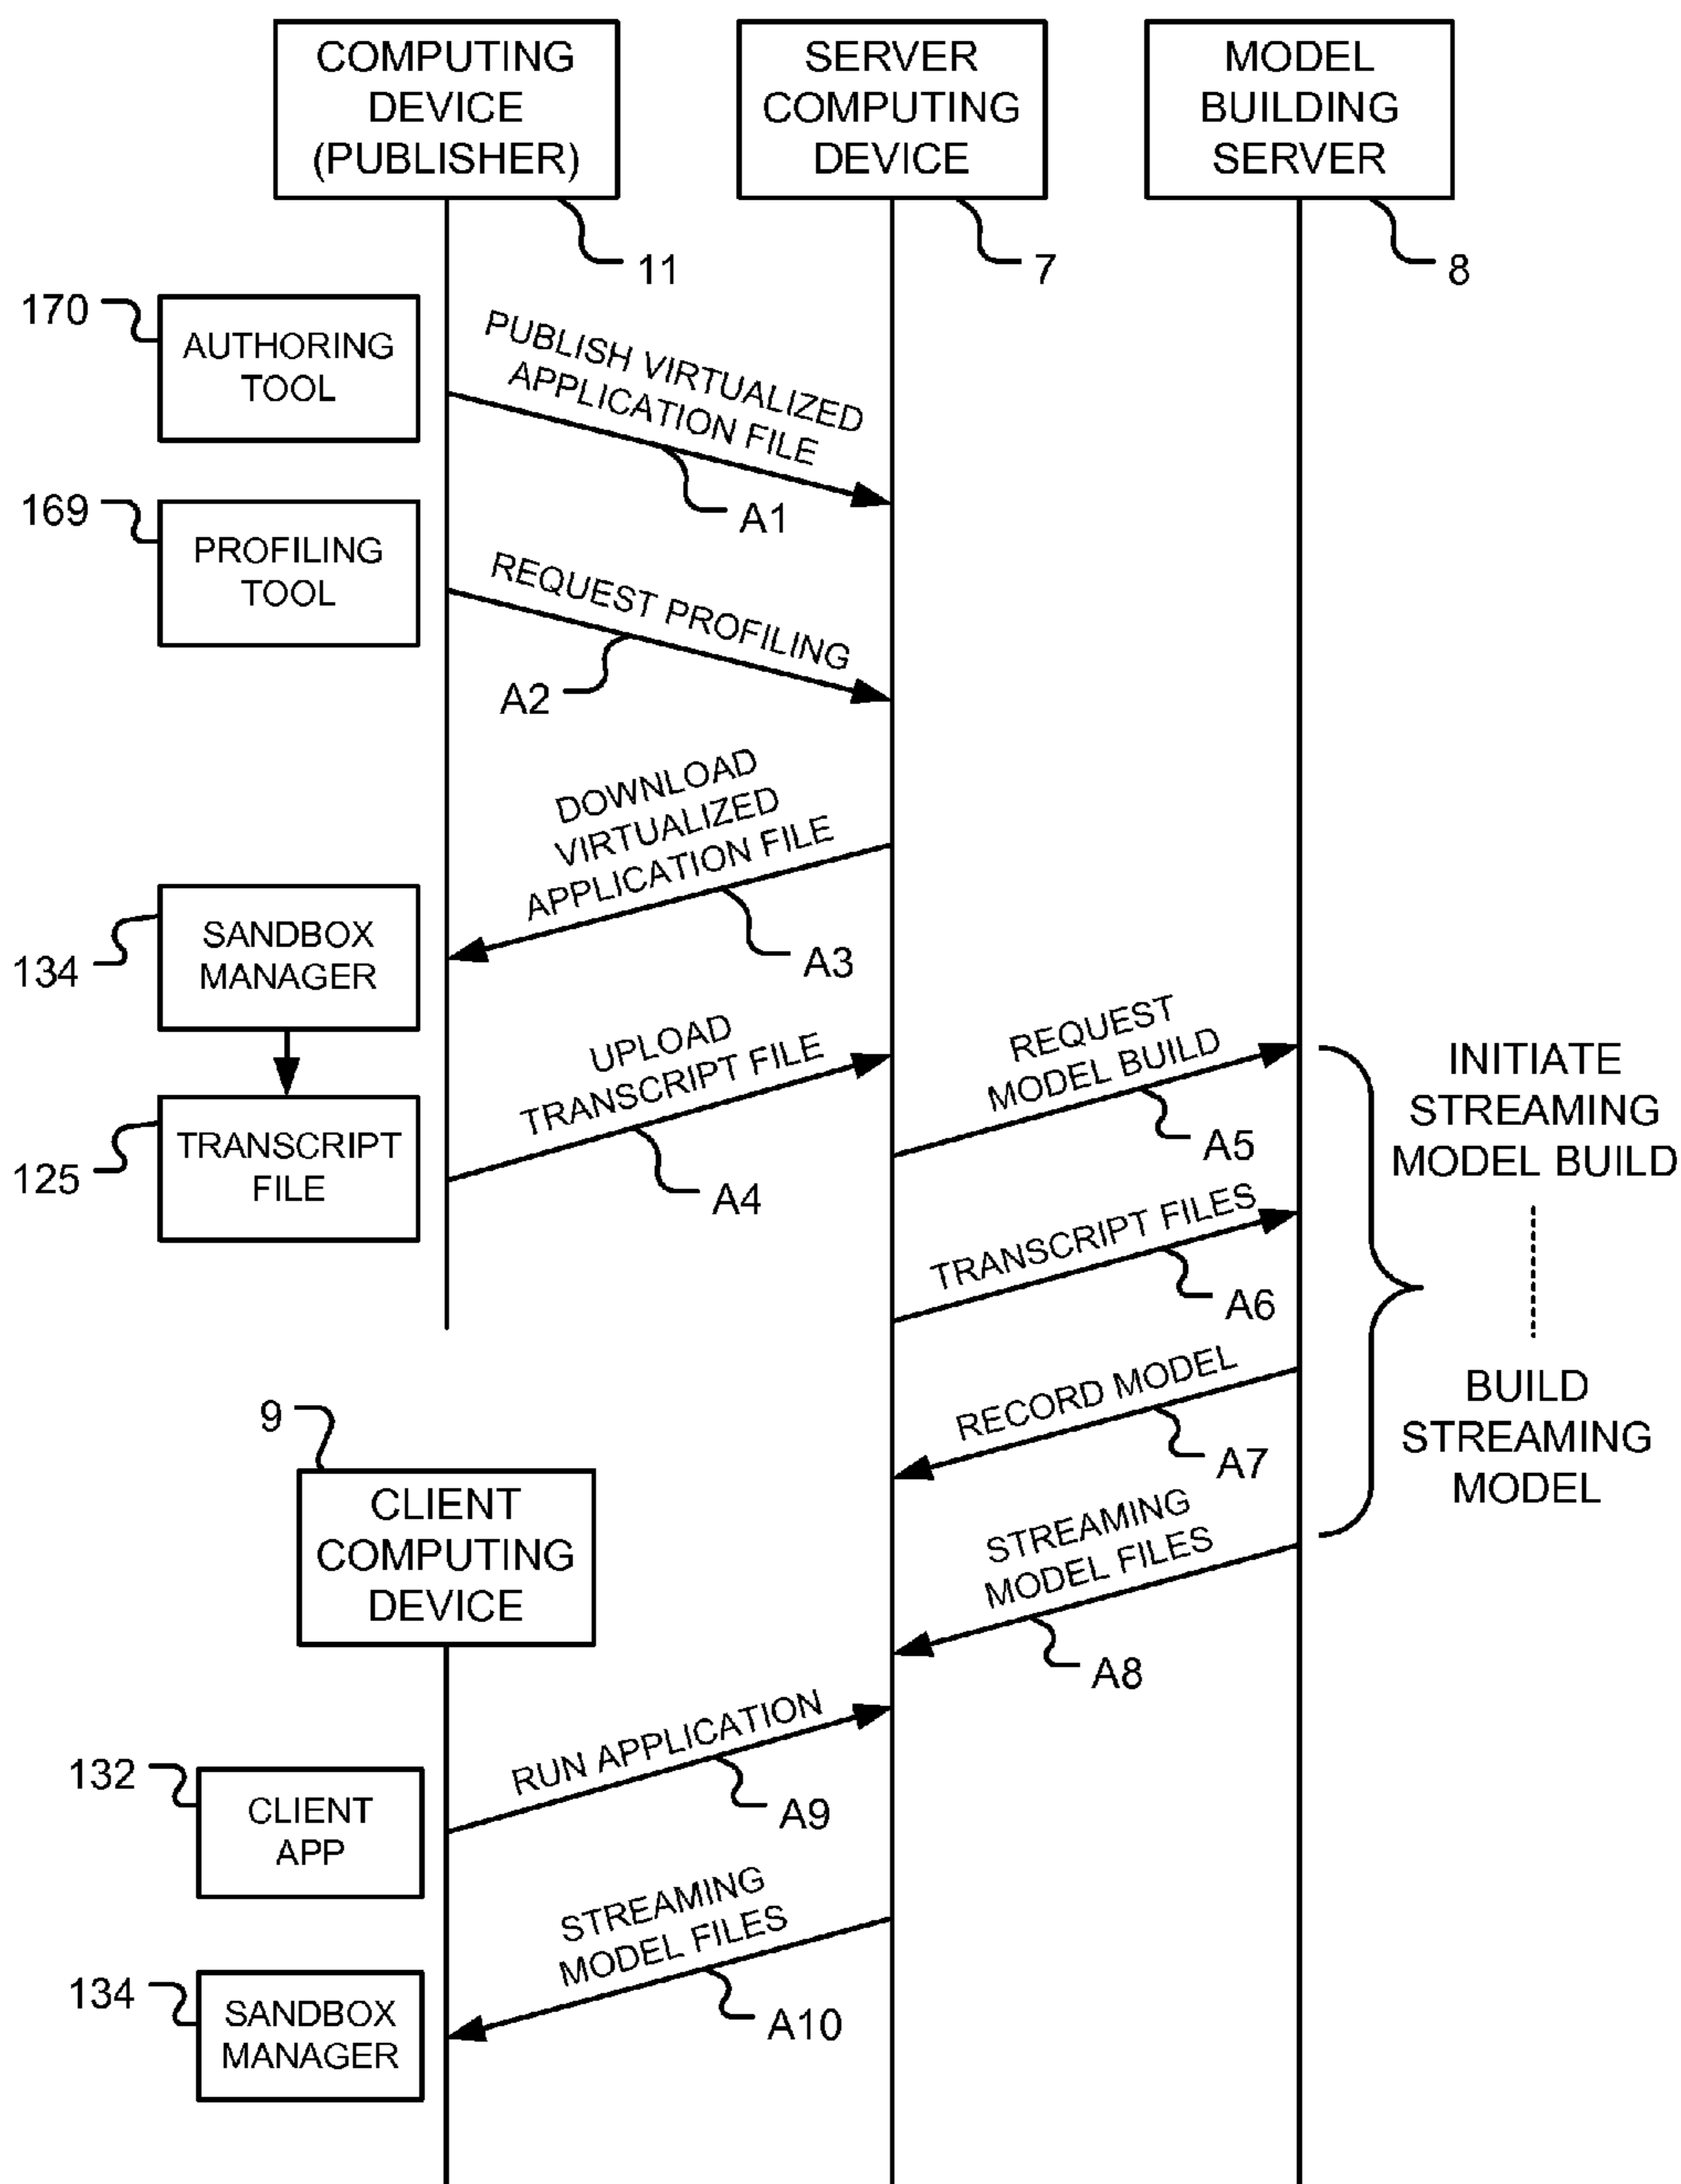 COMPUTING
DEVICE
(PUBLISHER)
SERVER
COMPUTING
DEVICE
MODEL
BUILDING
SERVER
11
7
8
170
AUTHORING
TOOL
PUBLISH VIRTUALIZED
APPLICATION FILE
A1
169
PROFILING
TOOL
REQUEST PROFILING
A2
DOWNLOAD
VIRTUALIZED
APPLICATION FILE
A3
134
SANDBOX
MANAGER
UPLOAD
TRANSCRIPT FILE
A4
125
TRANSCRIPT
FILE
REQUEST
MODEL BUILD
A5
INITIATE
STREAMING
MODEL BUILD
TRANSCRIPT FILES
A6
RECORD MODEL
A7
BUILD
STREAMING
MODEL
9
CLIENT
COMPUTING
DEVICE
STREAMING
MODEL FILES
A8
RUN APPLICATION
A9
132
CLIENT
APP
STREAMING
MODEL FILES
A10
134
SANDBOX
MANAGER